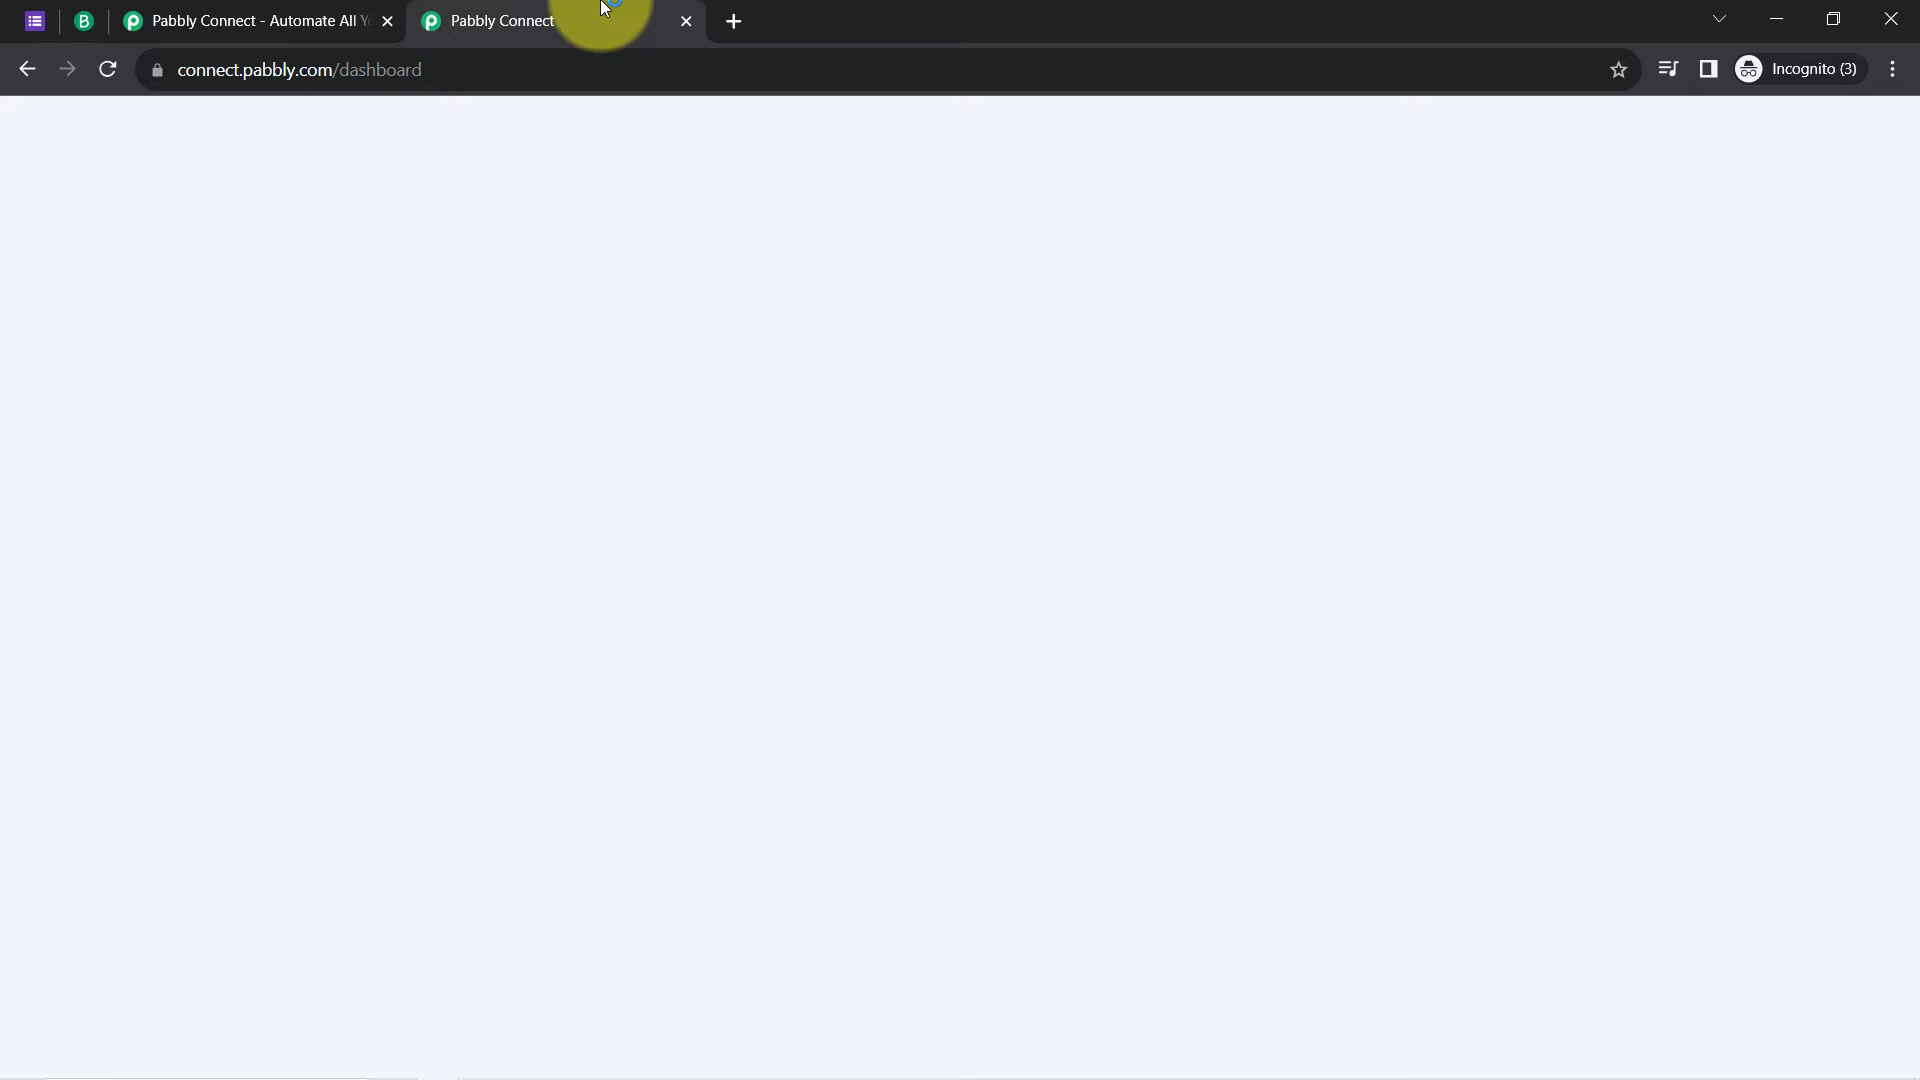 B
Pabbly Connect - Automate All Y
Pabbly Connect
connect.pabbly.com/dashboard
Incognito (3)